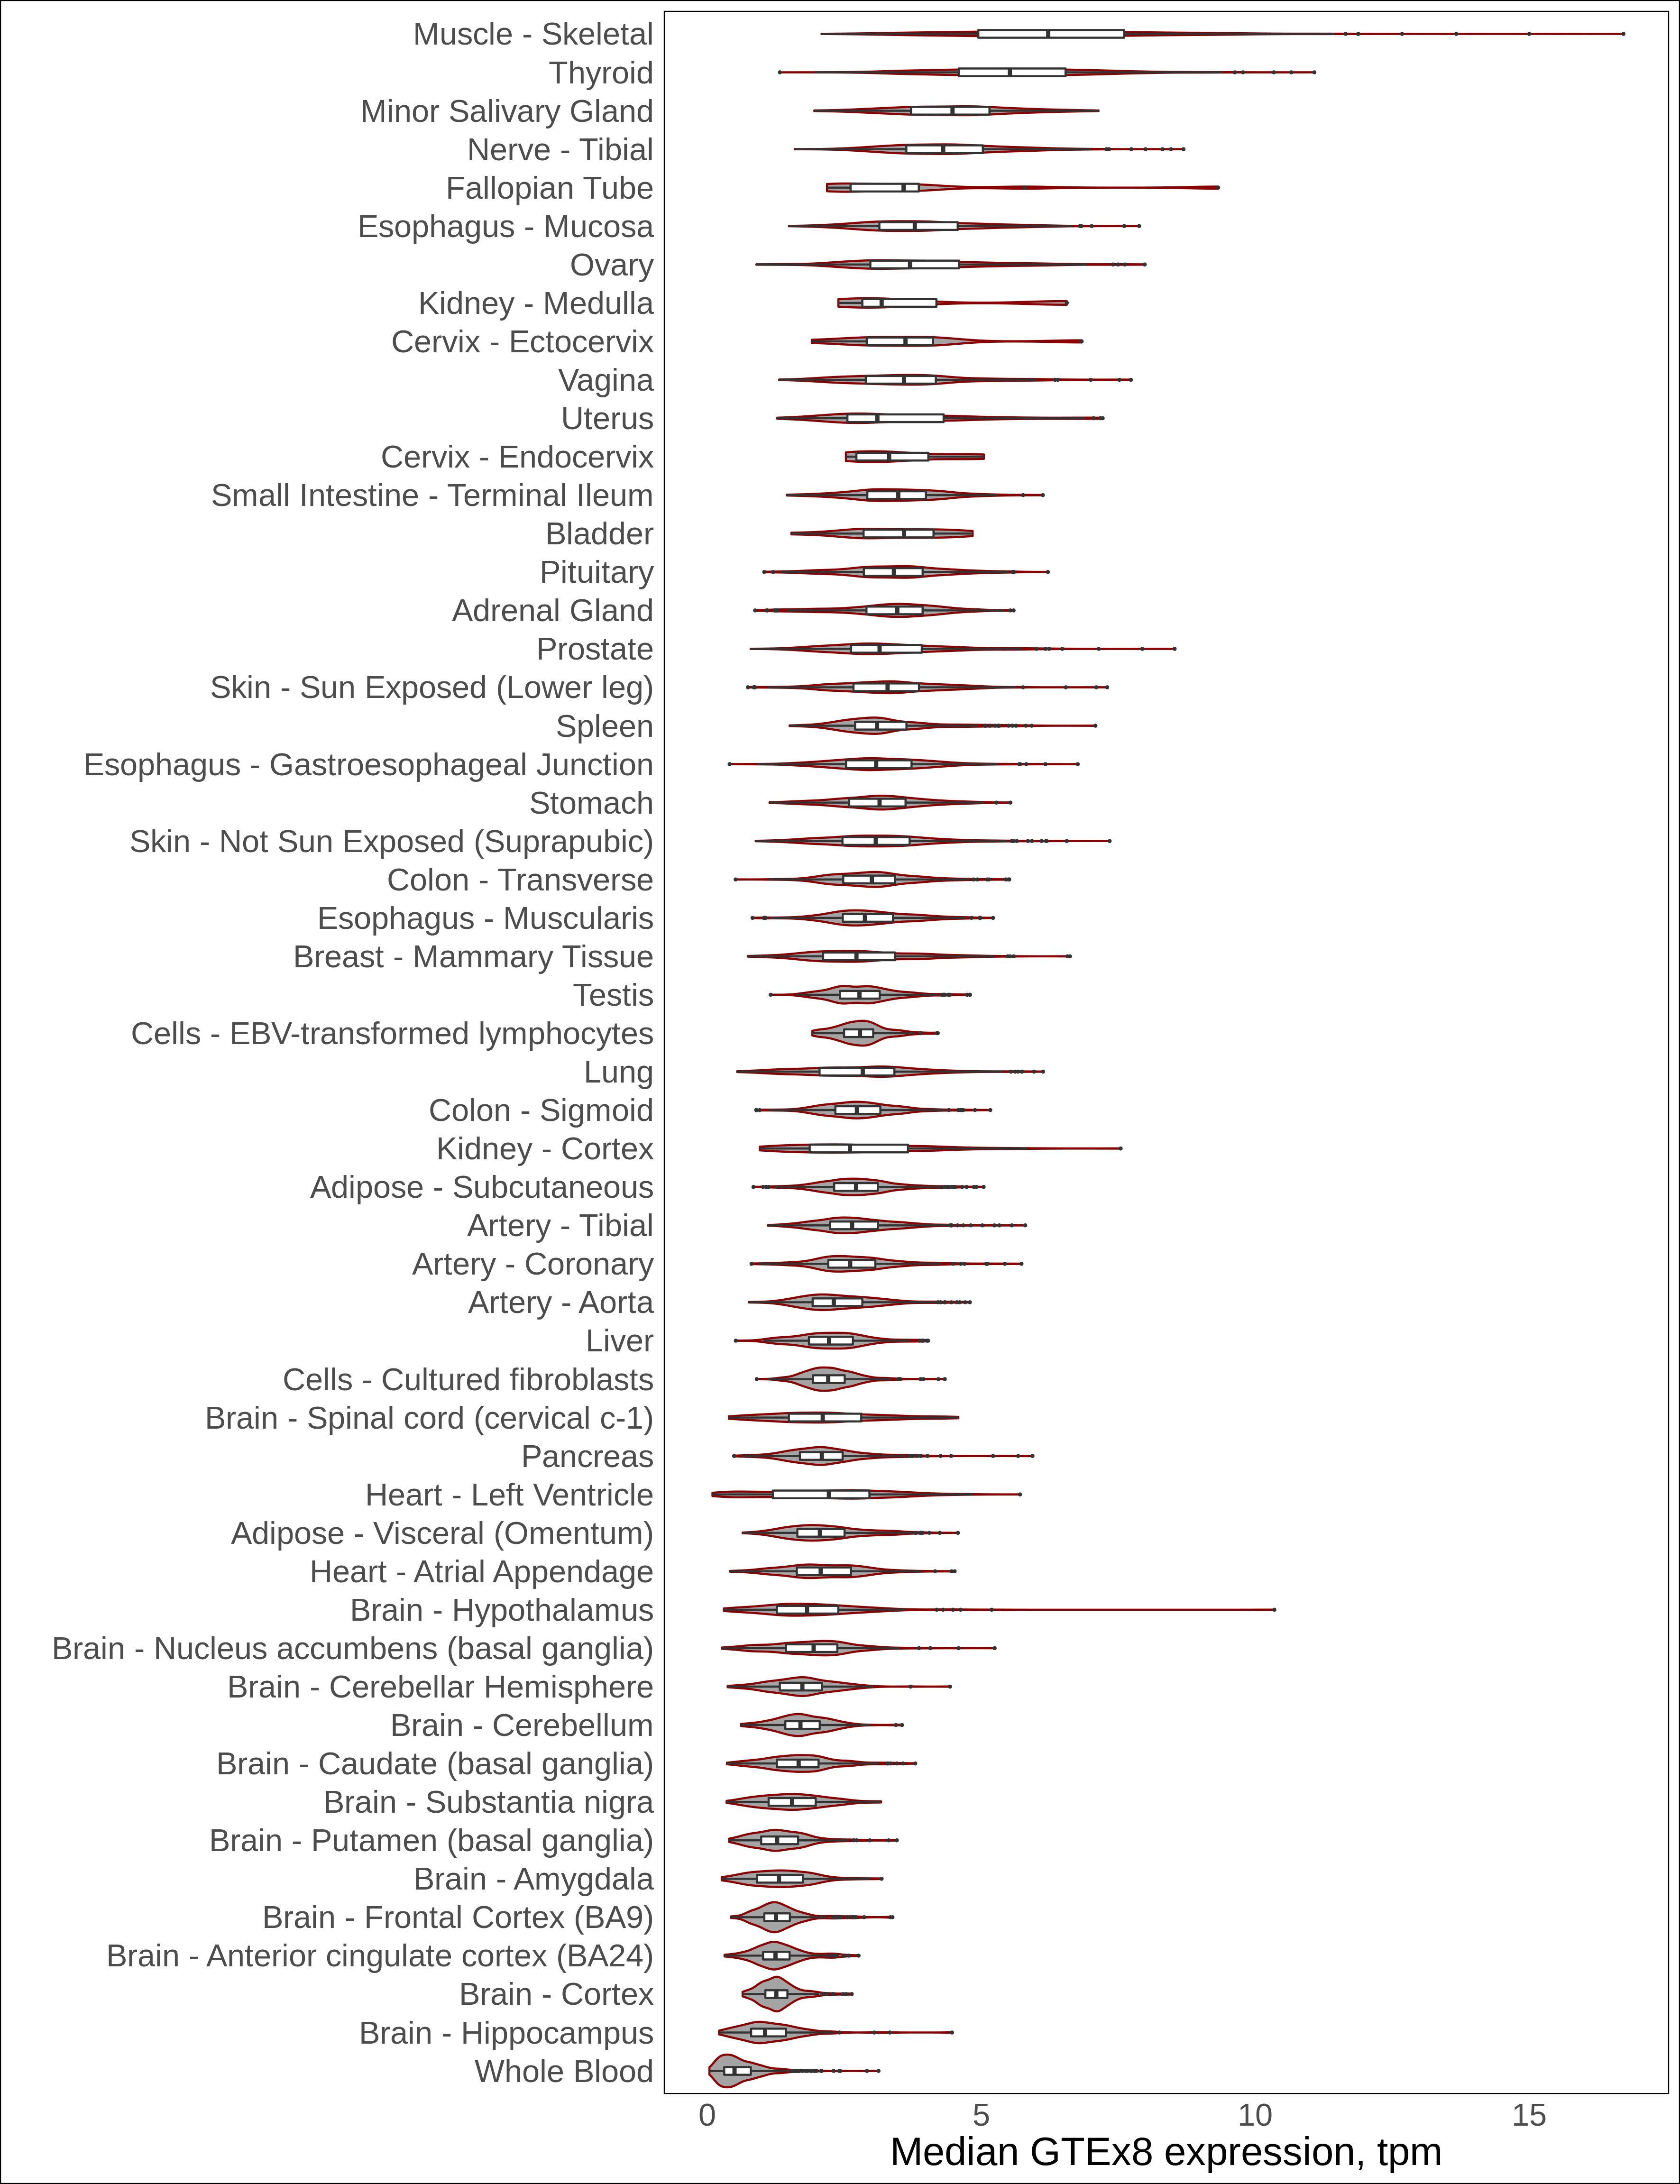 Muscle - Skeletal
Thyroid
Minor Salivary Gland
Nerve - Tibial
Fallopian Tube
Esophagus - Mucosa
Ovary
Kidney - Medulla
Cervix - Ectocervix
Vagina
Uterus
Cervix - Endocervix
Small Intestine - Terminal Ileum
Bladder
Pituitary
Adrenal Gland
Prostate
Skin - Sun Exposed (Lower leg)
Spleen
Esophagus - Gastroesophageal Junction
Stomach
Skin - Not Sun Exposed (Suprapubic)
Colon - Transverse
Esophagus - Muscularis
Breast - Mammary Tissue
Testis
Cells - EBV-transformed lymphocytes
Lung
Colon - Sigmoid
Kidney - Cortex
Adipose - Subcutaneous
Artery - Tibial
Artery - Coronary
Artery - Aorta
Liver
Cells - Cultured fibroblasts
Brain - Spinal cord (cervical c-1)
Pancreas
Heart - Left Ventricle
Adipose - Visceral (Omentum)
Heart - Atrial Appendage
Brain - Hypothalamus
Brain - Nucleus accumbens (basal ganglia)
Brain - Cerebellar Hemisphere
Brain - Cerebellum
Brain - Caudate (basal ganglia)
Brain - Substantia nigra
Brain - Putamen (basal ganglia)
Brain - Amygdala
Brain - Frontal Cortex (BA9)
Brain - Anterior cingulate cortex (BA24)
Brain - Cortex
Brain - Hippocampus
Whole Blood
0 5 10 15
Median GTEx8 expression, tpm